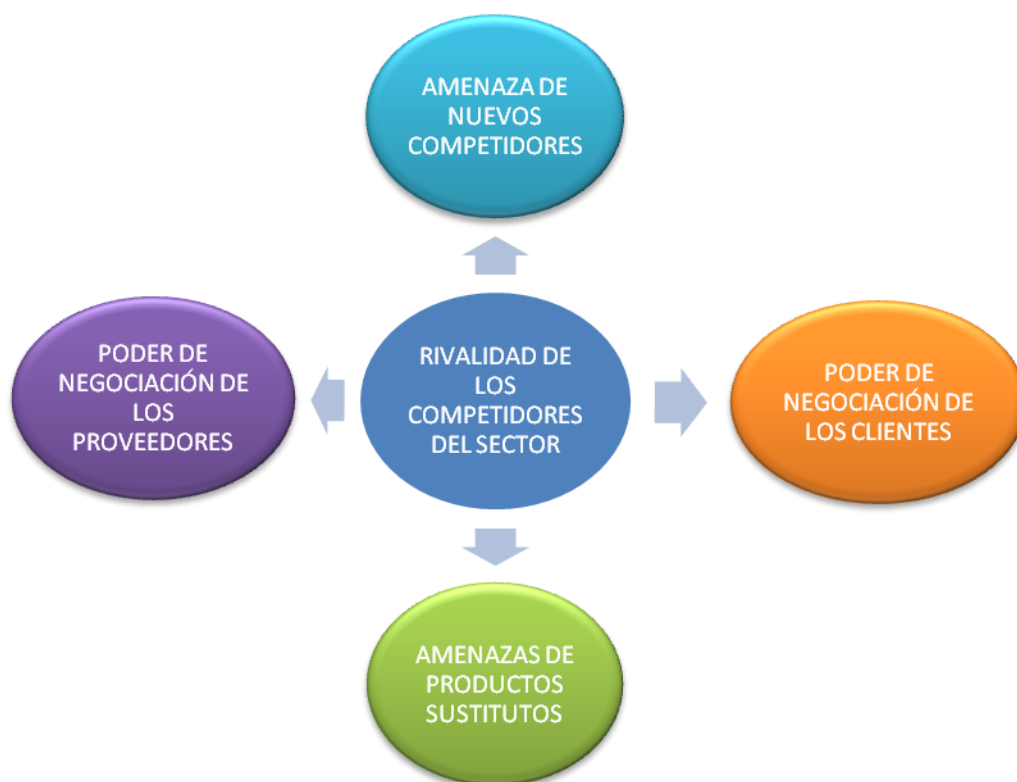 AMENAZA DE
NUEVOS
COMPETIDORES
PODER DE
NEGOCIACIÓN DE
LOS
PROVEEDORES
RIVALIDAD DE
LOS
COMPETIDORES
DEL SECTOR
PODER DE
NEGOCIACIÓN DE
LOS CLIENTES
AMENAZAS DE
PRODUCTOS
SUSTITUTOS